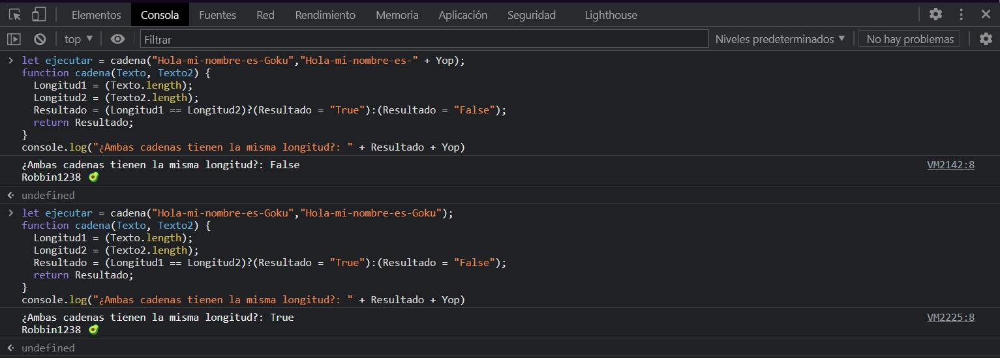 Elementos Consola Fuentes Red Rendimiento Memoria Aplicación Seguridad Lighthouse
top ▼ Filtrar Niveles predeterminados ▼ No hay problemas
> let ejecutar = cadena("Hola-mi-nombre-es-Goku","Hola-mi-nombre-es-" + Yop);
function cadena(Texto, Texto2) {
  Longitud1 = (Texto.length);
  Longitud2 = (Texto2.length);
  Resultado = (Longitud1 == Longitud2)?(Resultado = "True"):(Resultado = "False");
  return Resultado;
}
console.log("¿Ambas cadenas tienen la misma longitud?: " + Resultado + Yop)
¿Ambas cadenas tienen la misma longitud?: False VM2142:8
Robbin1238 🥑
undefined
> let ejecutar = cadena("Hola-mi-nombre-es-Goku","Hola-mi-nombre-es-Goku");
function cadena(Texto, Texto2) {
  Longitud1 = (Texto.length);
  Longitud2 = (Texto2.length);
  Resultado = (Longitud1 == Longitud2)?(Resultado = "True"):(Resultado = "False");
  return Resultado;
}
console.log("¿Ambas cadenas tienen la misma longitud?: " + Resultado + Yop)
¿Ambas cadenas tienen la misma longitud?: True VM2225:8
Robbin1238 🥑
undefined